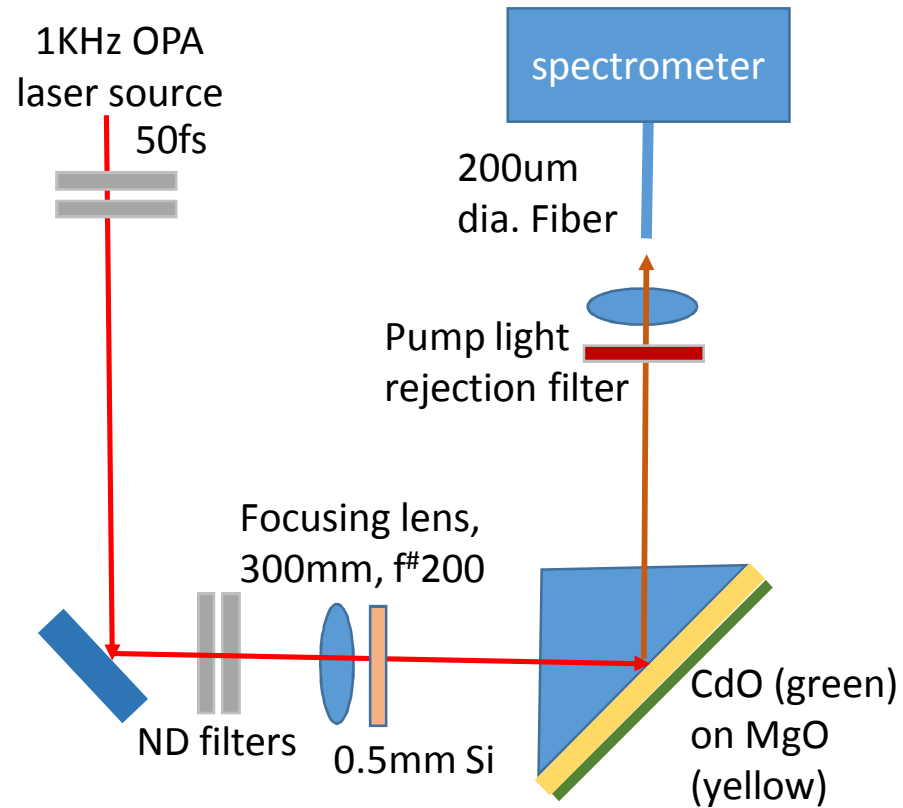 1KHz OPA
laser source
50fs
spectrometer
200um
dia. Fiber
Pump light
rejection filter
Focusing lens,
300mm, f#200
ND filters
0.5mm Si
CdO (green)
on MgO
(yellow)